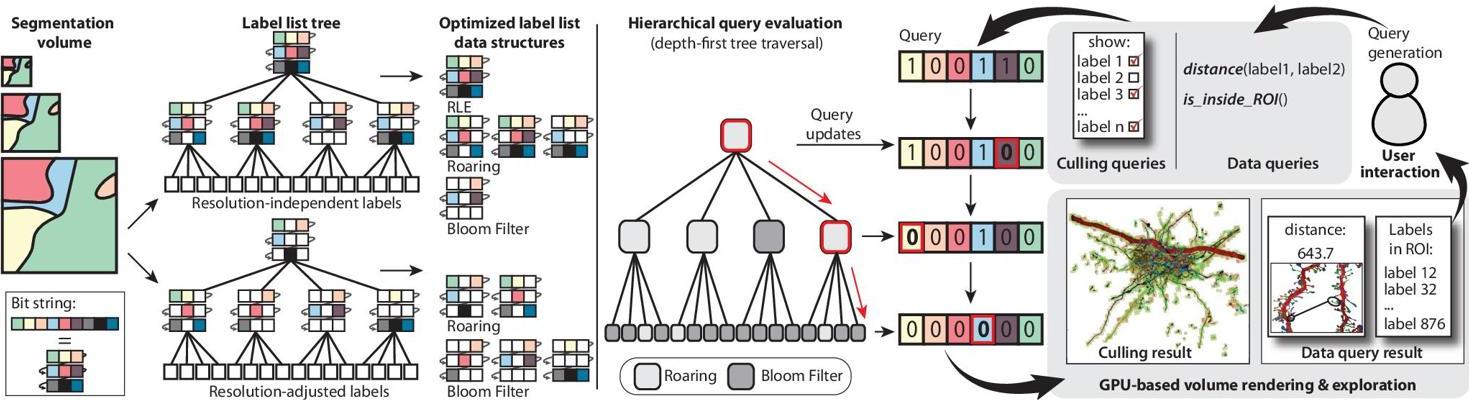 Segmentation
volume
Bit string:
=
Label list tree
Resolution-independent labels
Resolution-adjusted labels
Optimized label list
data structures
RLE
Roaring
Bloom Filter
Roaring
Bloom Filter
Hierarchical query evaluation
(depth-first tree traversal)
Query
updates
Roaring
Bloom Filter
Query
1 0 0 1 1 0
1 0 0 1 0 0
0 0 0 1 0 0
0 0 0 0 0 0
show:
label 1
label 2
label 3
...
label n
Culling queries
distance(label1, label2)
is_inside_ROI()
Data queries
Query
generation
User
interaction
Culling result
distance:
643.7
Labels
in ROI:
label 12
label 32
...
label 876
Data query result
GPU-based volume rendering & exploration